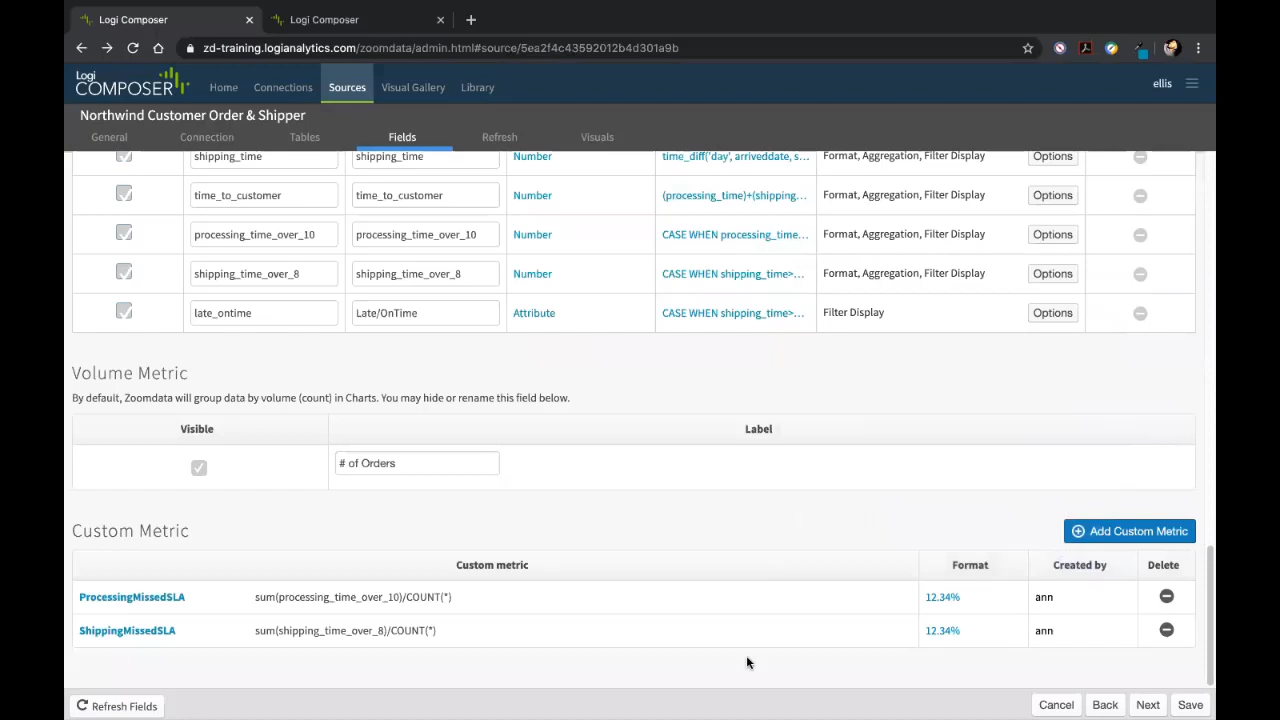 Logi Composer
Logi Composer
zd-training.logianalytics.com/zoomdata/admin.html#source/5ea2f4c43592012b4d301a9b
Logi COMPOSER Home Connections Sources Visual Gallery Library ellis
Northwind Customer Order & Shipper
General Connection Tables Fields Refresh Visuals
shipping_time shipping_time Number time_diff('day', arriveddate, s... Format, Aggregation, Filter Display Options
time_to_customer time_to_customer Number (processing_time)+(shipping... Format, Aggregation, Filter Display Options
processing_time_over_10 processing_time_over_10 Number CASE WHEN processing_time... Format, Aggregation, Filter Display Options
shipping_time_over_8 shipping_time_over_8 Number CASE WHEN shipping_time>... Format, Aggregation, Filter Display Options
late_ontime Late/OnTime Attribute CASE WHEN shipping_time>... Filter Display Options
Volume Metric
By default, Zoomdata will group data by volume (count) in Charts. You may hide or rename this field below.
Visible Label
# of Orders
Custom Metric Add Custom Metric
Custom metric Format Created by Delete
ProcessingMissedSLA sum(processing_time_over_10)/COUNT(*) 12.34% ann
ShippingMissedSLA sum(shipping_time_over_8)/COUNT(*) 12.34% ann
Refresh Fields Cancel Back Next Save